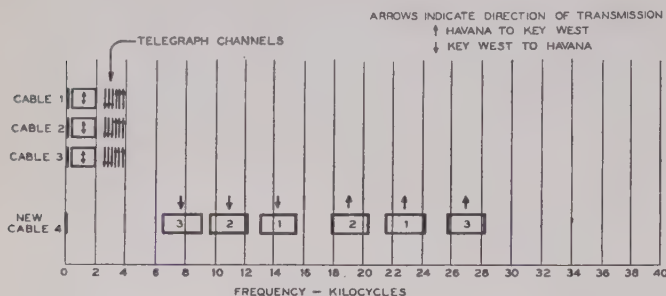 ARROWS INDICATE DIRECTION OF TRANSMISSION
↑ HAVANA TO KEY WEST
↓ KEY WEST TO HAVANA
TELEGRAPH CHANNELS
CABLE 1
CABLE 2
CABLE 3
NEW CABLE 4
3 2 1 2 1 3
0 2 4 6 8 10 12 14 16 18 20 22 24 26 28 30 32 34 36 38 40
FREQUENCY — KILOCYCLES